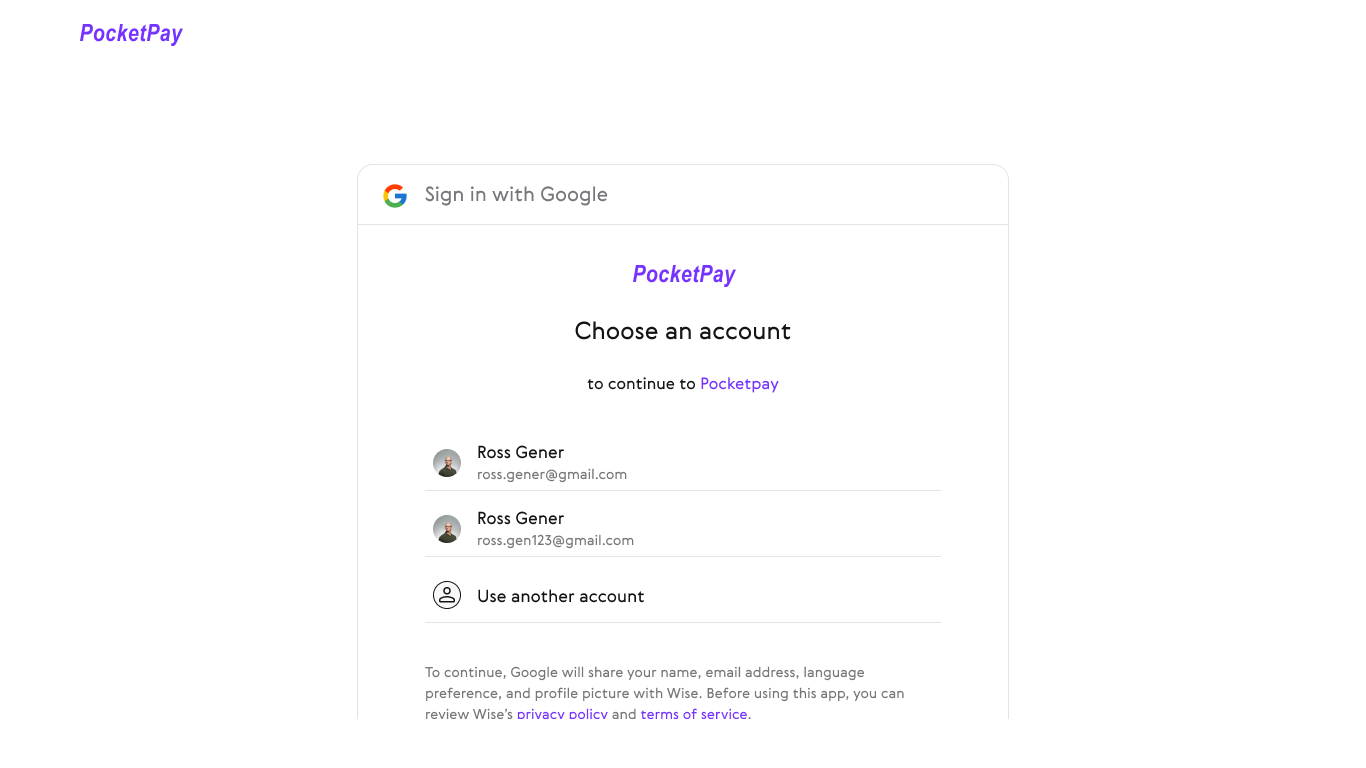 PocketPay
Sign in with Google
PocketPay
Choose an account
to continue to Pocketpay
Ross Gener
ross.gener@gmail.com
Ross Gener
ross.gen123@gmail.com
Use another account
To continue, Google will share your name, email address, language
preference, and profile picture with Wise. Before using this app, you can
review Wise's privacy policy and terms of service.